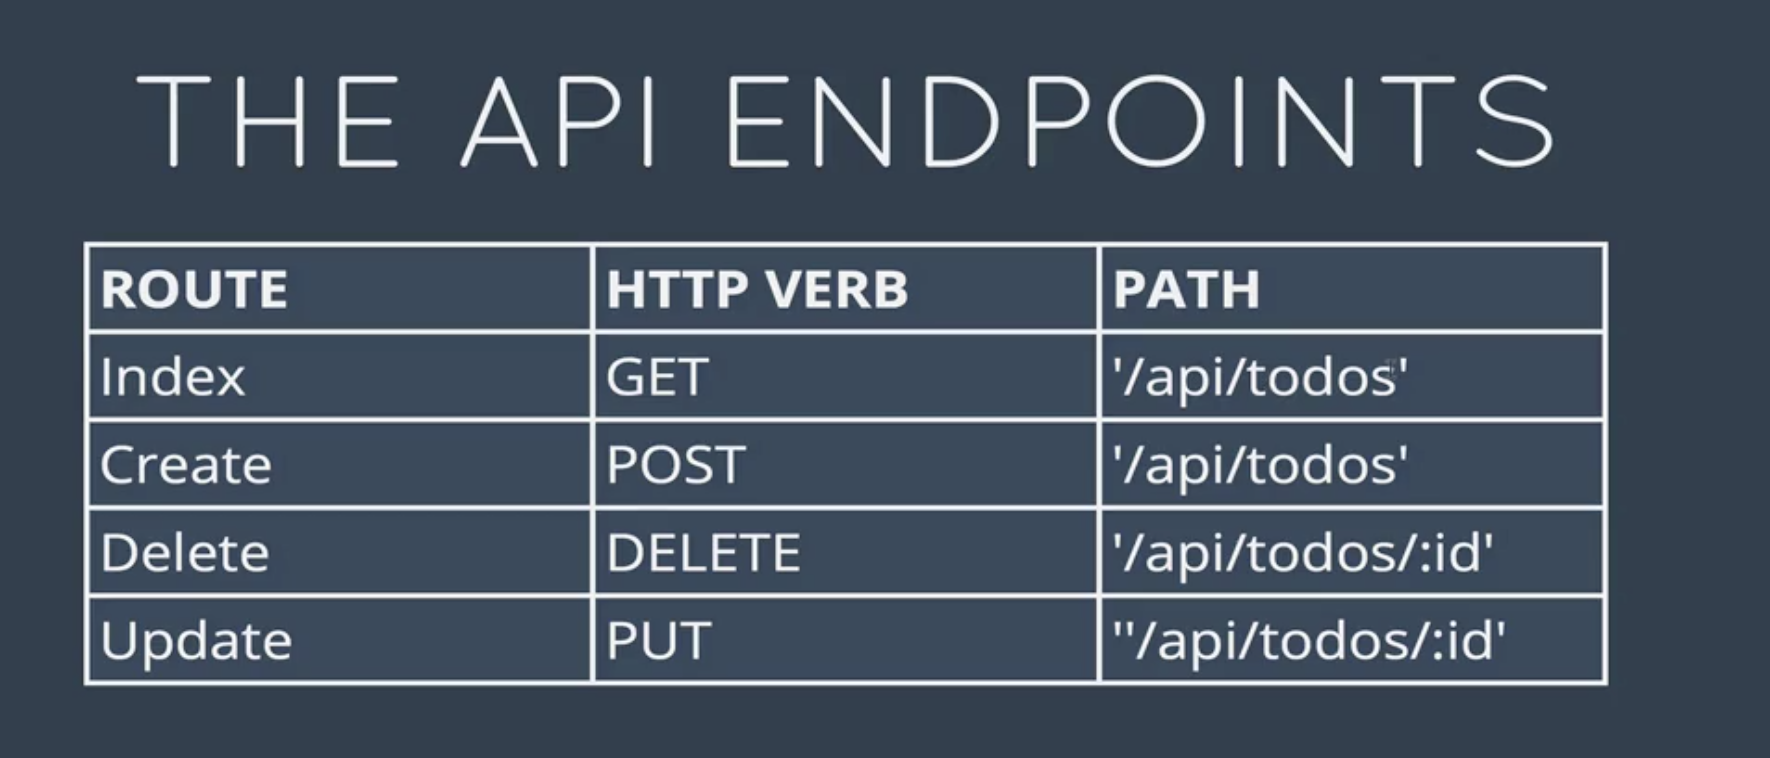 THE API ENDPOINTS
ROUTE HTTP VERB PATH
Index GET '/api/todos'
Create POST '/api/todos'
Delete DELETE '/api/todos/:id'
Update PUT ''/api/todos/:id'